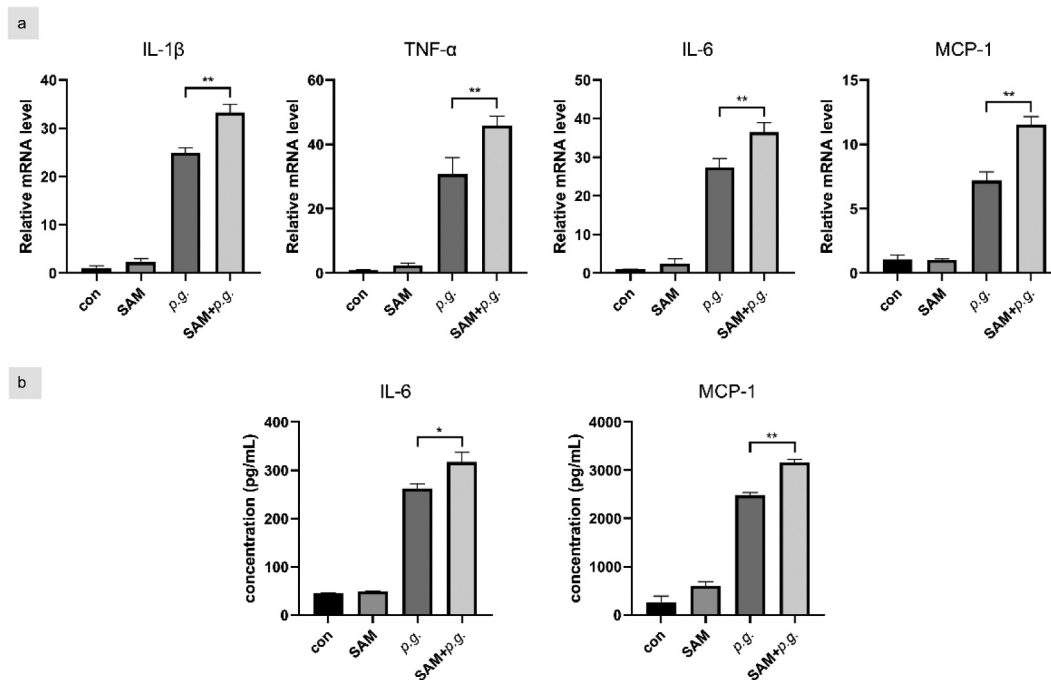 a
IL-1β
Relative mRNA level
40
30
20
10
0
**
con
SAM
p.g.
SAM+p.g.
TNF-α
Relative mRNA level
60
40
20
0
**
con
SAM
p.g.
SAM+p.g.
IL-6
Relative mRNA level
50
40
30
20
10
0
**
con
SAM
p.g.
SAM+p.g.
MCP-1
Relative mRNA level
15
10
5
0
**
con
SAM
p.g.
SAM+p.g.
b
IL-6
concentration (pg/mL)
400
300
200
100
0
*
con
SAM
p.g.
SAM+p.g.
MCP-1
concentration (pg/mL)
4000
3000
2000
1000
0
**
con
SAM
p.g.
SAM+p.g.